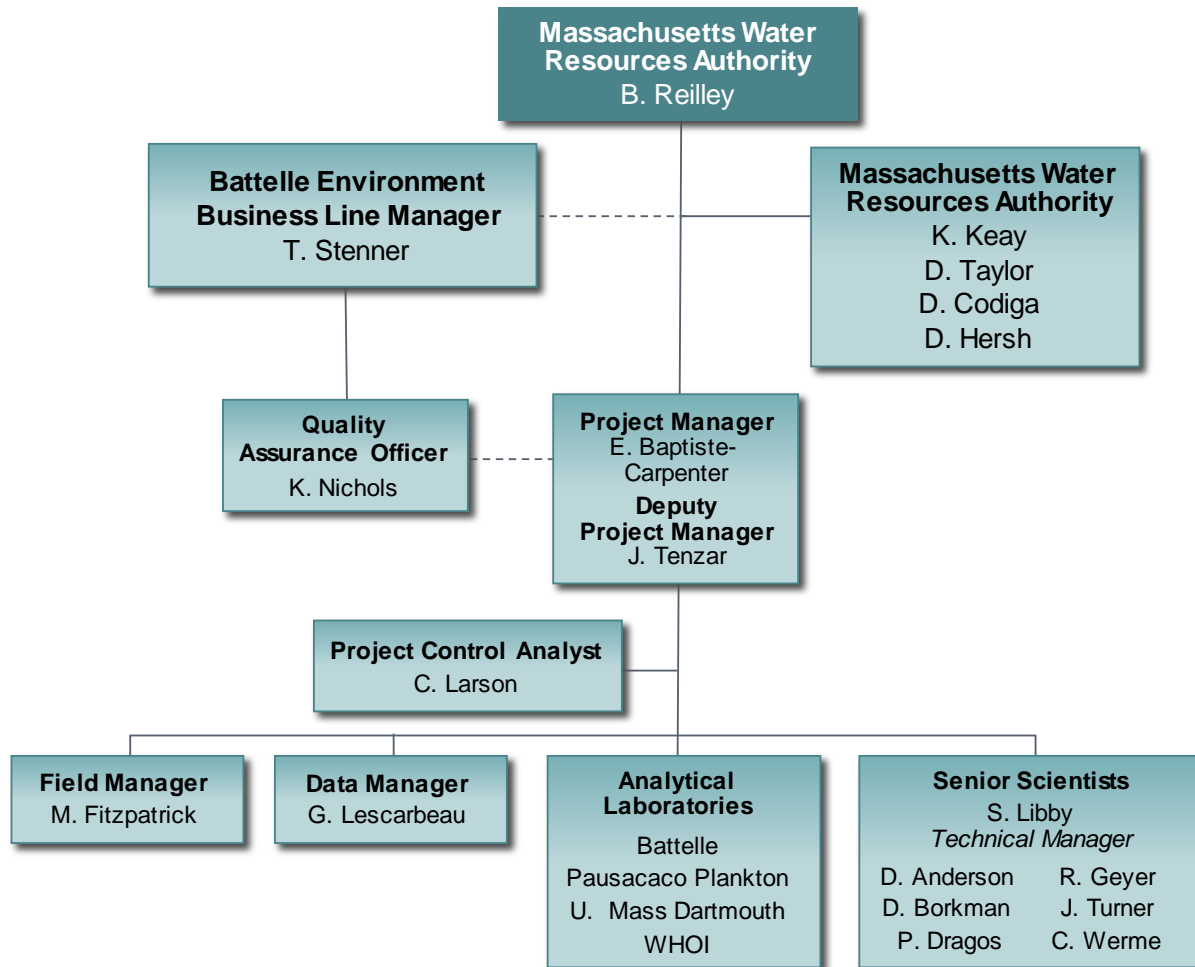 Massachusetts Water
Resources Authority
B. Reilley
Battelle Environment
Business Line Manager
T. Stenner
Massachusetts Water
Resources Authority
K. Keay
D. Taylor
D. Codiga
D. Hersh
Quality
Assurance Officer
K. Nichols
Project Manager
E. Baptiste-
Carpenter
Deputy
Project Manager
J. Tenzar
Project Control Analyst
C. Larson
Field Manager
M. Fitzpatrick
Data Manager
G. Lescarbeau
Analytical
Laboratories
Battelle
Pausacaco Plankton
U. Mass Dartmouth
WHOI
Senior Scientists
S. Libby
Technical Manager
D. Anderson R. Geyer
D. Borkman J. Turner
P. Dragos C. Werme